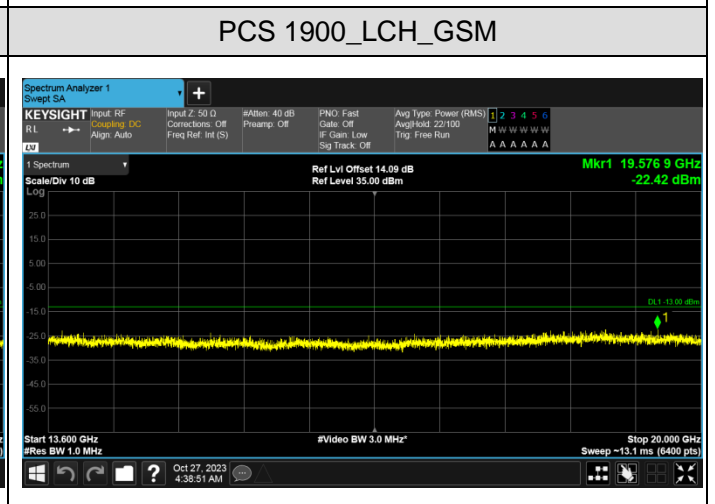 PCS 1900_LCH_GSM
Spectrum Analyzer 1
Swept SA
+
KEYSIGHT
RL
LXI
Input: RF
Coupling: DC
Align: Auto
Input Z: 50 Ω
Corrections: Off
Freq Ref: Int (S)
#Atten: 40 dB
Preamp: Off
PNO: Fast
Gate: Off
IF Gain: Low
Sig Track: Off
Avg Type: Power (RMS)
Avg|Hold: 22/100
Trig: Free Run
1 2 3 4 5 6
M W W W W W
A A A A A A
1 Spectrum
Scale/Div 10 dB
Log
Ref Lvl Offset 14.09 dB
Ref Level 35.00 dBm
Mkr1 19.576 9 GHz
-22.42 dBm
25.0
15.0
5.00
-5.00
DL1 -13.00 dBm
-15.0
1
-25.0
-35.0
-45.0
-55.0
Start 13.600 GHz
#Res BW 1.0 MHz
#Video BW 3.0 MHz*
Stop 20.000 GHz
Sweep ~13.1 ms (6400 pts)
?
Oct 27, 2023
4:38:51 AM